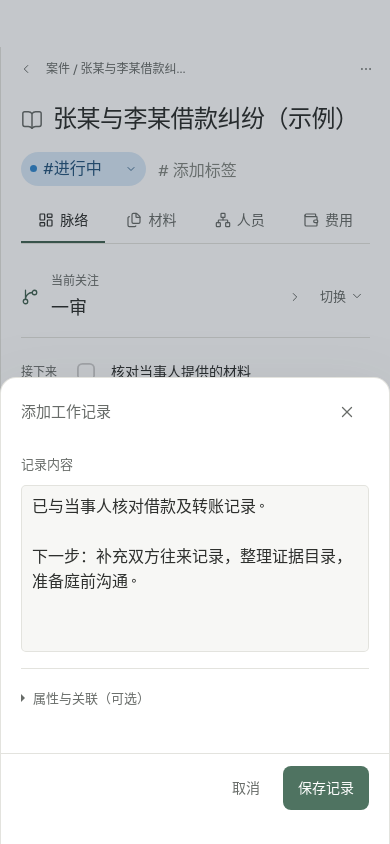 案件 / 张某与李某借款纠...
张某与李某借款纠纷（示例）
#进行中
# 添加标签
脉络
材料
人员
费用
当前关注
一审
切换
接下来
核对当事人提供的材料
添加工作记录
记录内容
已与当事人核对借款及转账记录。
下一步：补充双方往来记录，整理证据目录，
准备庭前沟通。
属性与关联（可选）
取消
保存记录